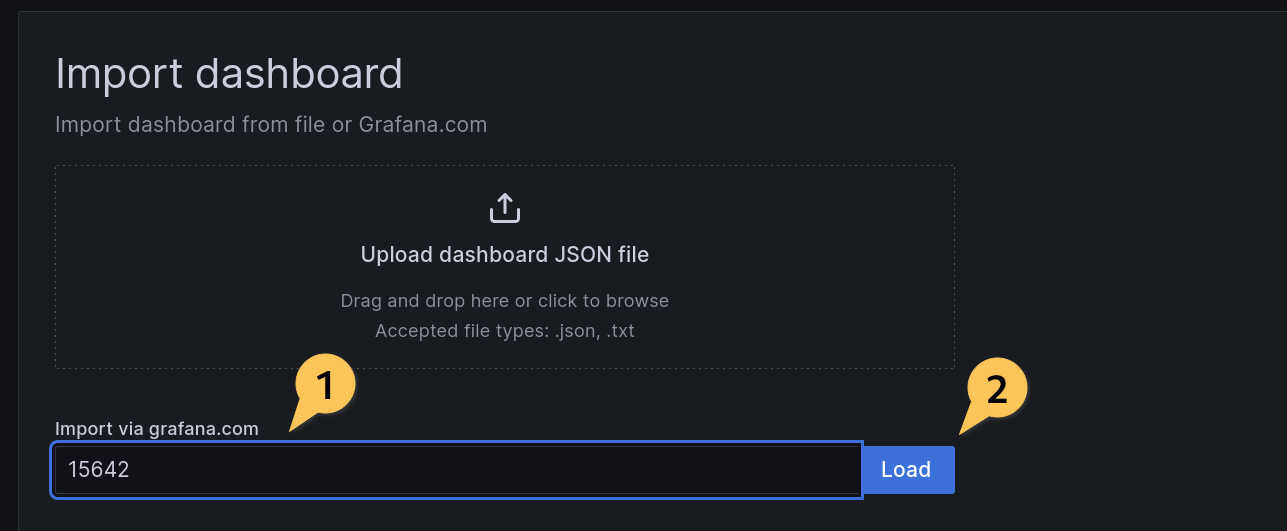 Import dashboard
Import dashboard from file or Grafana.com
Upload dashboard JSON file
Drag and drop here or click to browse
Accepted file types: .json, .txt
1
2
Import via grafana.com
15642
Load